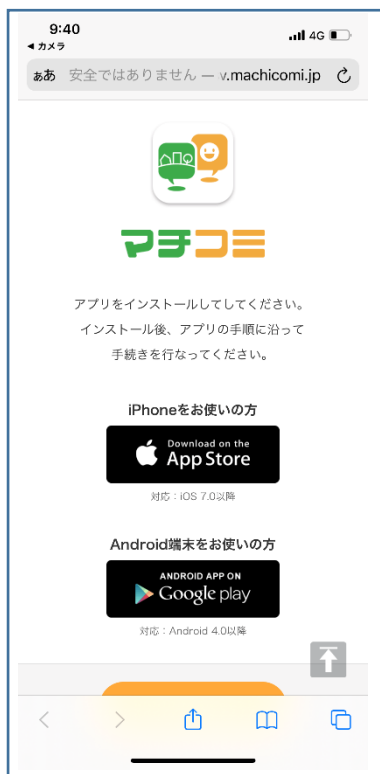 9:40
4G
◀ カメラ
ぁあ 安全ではありません — v.machicomi.jp
マチコミ
アプリをインストールしてしてください。
インストール後、アプリの手順に沿って
手続きを行なってください。
iPhoneをお使いの方
Download on the
App Store
対応：iOS 7.0以降
Android端末をお使いの方
ANDROID APP ON
Google play
対応：Android 4.0以降